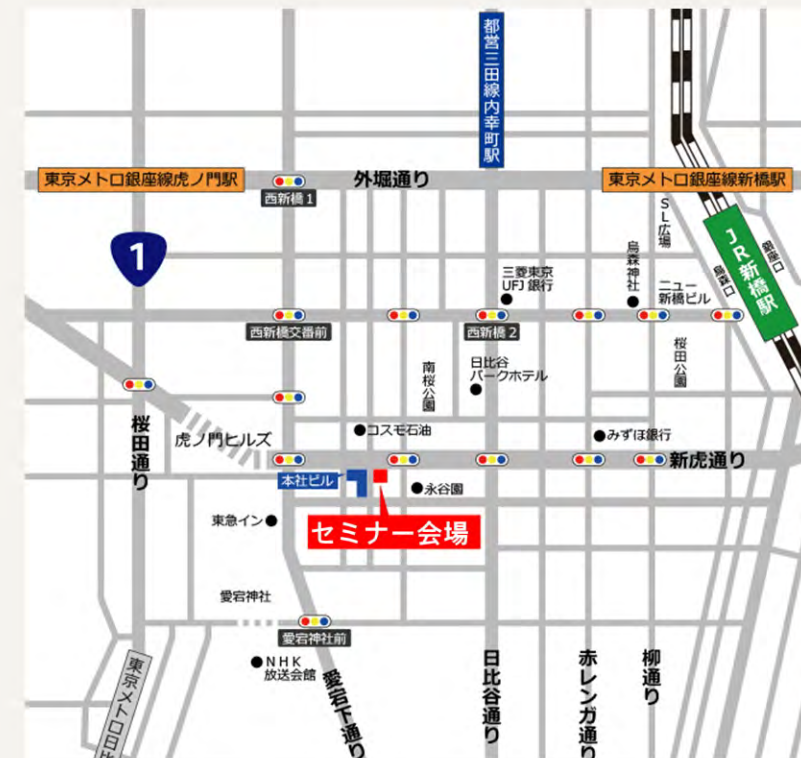 都営三田線内幸町駅
東京メトロ銀座線虎ノ門駅
外堀通り
東京メトロ銀座線新橋駅
西新橋1
SL広場
1
JR新橋駅
銀座口
烏森口
烏森神社
三菱東京
UFJ銀行
ニュー
新橋ビル
西新橋交番前
西新橋2
桜田公園
南桜公園
日比谷
パークホテル
桜田通り
虎ノ門ヒルズ
コスモ石油
みずほ銀行
新虎通り
本社ビル
永谷園
東急イン
セミナー会場
愛宕神社
愛宕神社前
NHK
放送会館
愛宕下通り
日比谷通り
赤レンガ通り
柳通り
東京メトロ日比